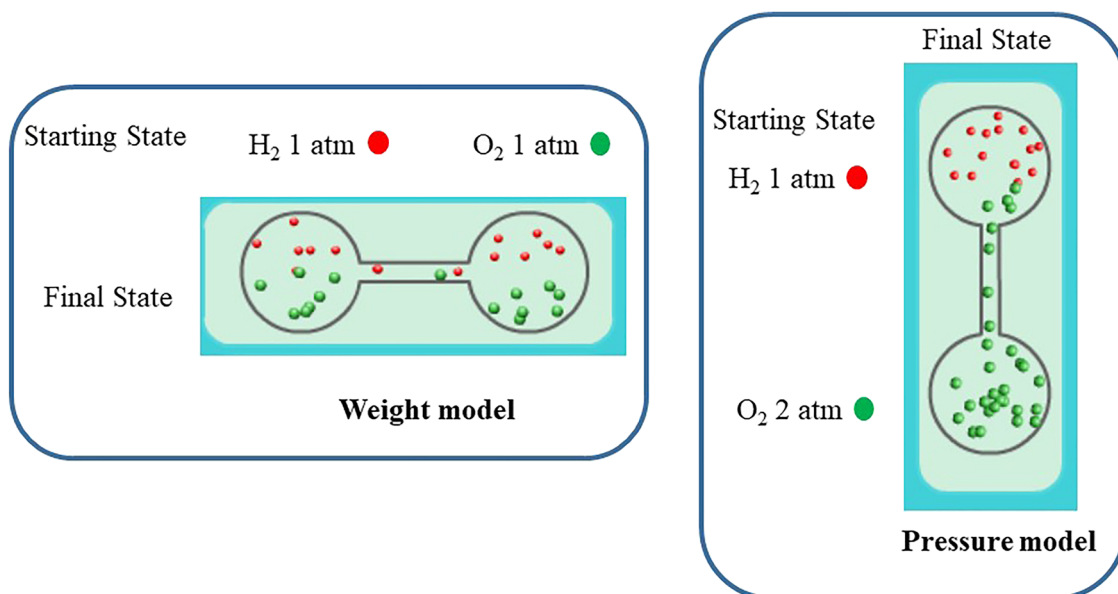 Starting State
H₂ 1 atm
O₂ 1 atm
Final State
Weight model
Final State
Starting State
H₂ 1 atm
O₂ 2 atm
Pressure model